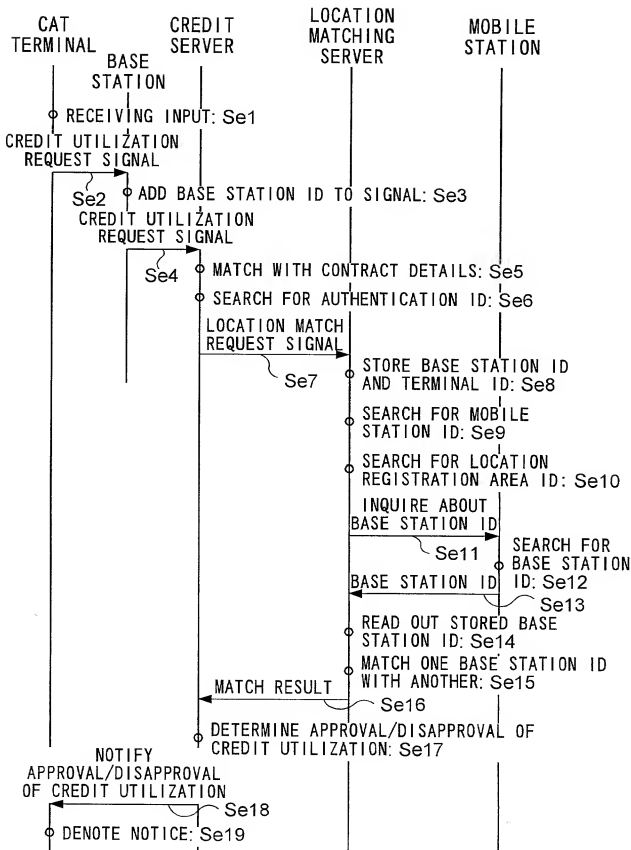 CAT
TERMINAL
BASE
STATION
CREDIT
SERVER
LOCATION
MATCHING
SERVER
MOBILE
STATION
RECEIVING INPUT: Se1
CREDIT UTILIZATION
REQUEST SIGNAL
Se2
ADD BASE STATION ID TO SIGNAL: Se3
CREDIT UTILIZATION
REQUEST SIGNAL
Se4
MATCH WITH CONTRACT DETAILS: Se5
SEARCH FOR AUTHENTICATION ID: Se6
LOCATION MATCH
REQUEST SIGNAL
Se7
STORE BASE STATION ID
AND TERMINAL ID: Se8
SEARCH FOR MOBILE
STATION ID: Se9
SEARCH FOR LOCATION
REGISTRATION AREA ID: Se10
INQUIRE ABOUT
BASE STATION ID
Se11
SEARCH FOR
BASE STATION
ID: Se12
BASE STATION ID
Se13
READ OUT STORED BASE
STATION ID: Se14
MATCH ONE BASE STATION ID
WITH ANOTHER: Se15
MATCH RESULT
Se16
DETERMINE APPROVAL/DISAPPROVAL OF
CREDIT UTILIZATION: Se17
NOTIFY
APPROVAL/DISAPPROVAL
OF CREDIT UTILIZATION
Se18
DENOTE NOTICE: Se19